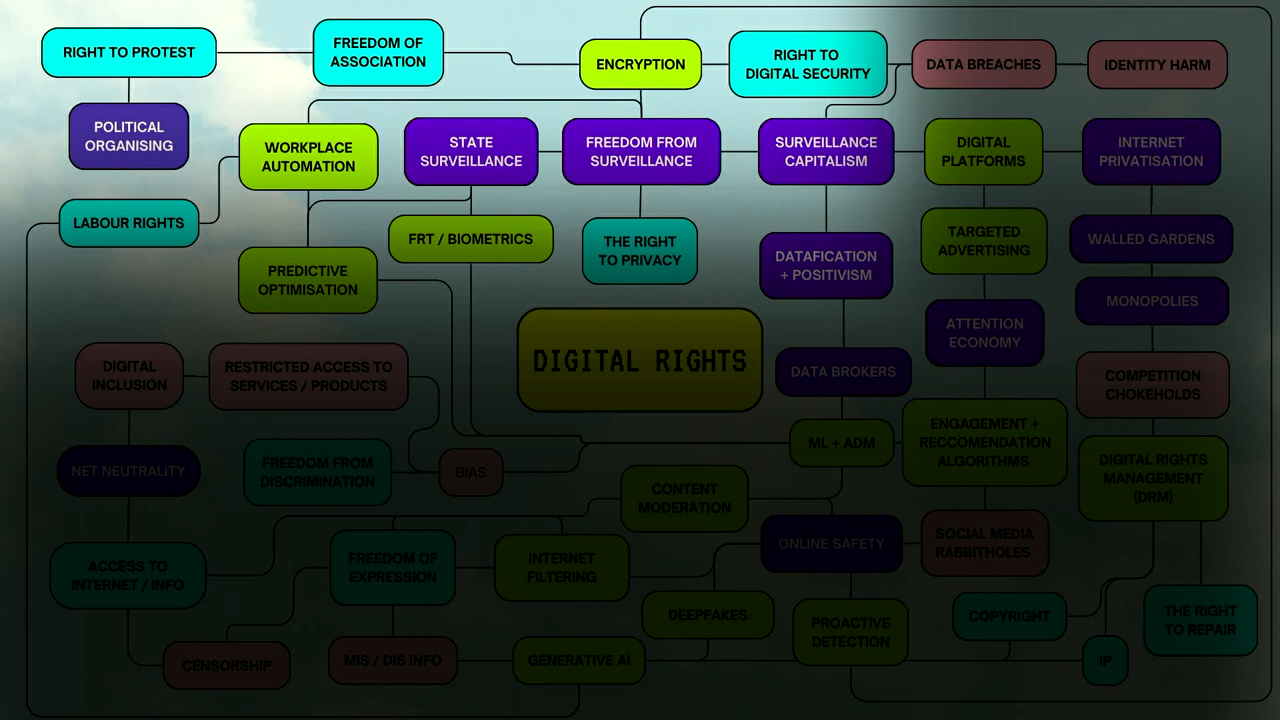 RIGHT TO PROTEST
FREEDOM OF
ASSOCIATION
ENCRYPTION
RIGHT TO
DIGITAL SECURITY
DATA BREACHES
IDENTITY HARM
POLITICAL
ORGANISING
WORKPLACE
AUTOMATION
STATE
SURVEILLANCE
FREEDOM FROM
SURVEILLANCE
SURVEILLANCE
CAPITALISM
DIGITAL
PLATFORMS
INTERNET
PRIVATISATION
LABOUR RIGHTS
FRT / BIOMETRICS
THE RIGHT
TO PRIVACY
TARGETED
ADVERTISING
WALLED GARDENS
PREDICTIVE
OPTIMISATION
DATAFICATION
+ POSITIVISM
MONOPOLIES
ATTENTION
ECONOMY
DIGITAL RIGHTS
DIGITAL
INCLUSION
RESTRICTED ACCESS TO
SERVICES / PRODUCTS
DATA BROKERS
COMPETITION
CHOKEHOLDS
NET NEUTRALITY
FREEDOM FROM
DISCRIMINATION
BIAS
ML + ADM
ENGAGEMENT +
RECCOMENDATION
ALGORITHMS
DIGITAL RIGHTS
MANAGEMENT
(DRM)
CONTENT
MODERATION
ONLINE SAFETY
SOCIAL MEDIA
RABBITHOLES
ACCESS TO
INTERNET / INFO
FREEDOM OF
EXPRESSION
INTERNET
FILTERING
DEEPFAKES
PROACTIVE
DETECTION
COPYRIGHT
THE RIGHT
TO REPAIR
CENSORSHIP
MIS / DIS INFO
GENERATIVE AI
IP